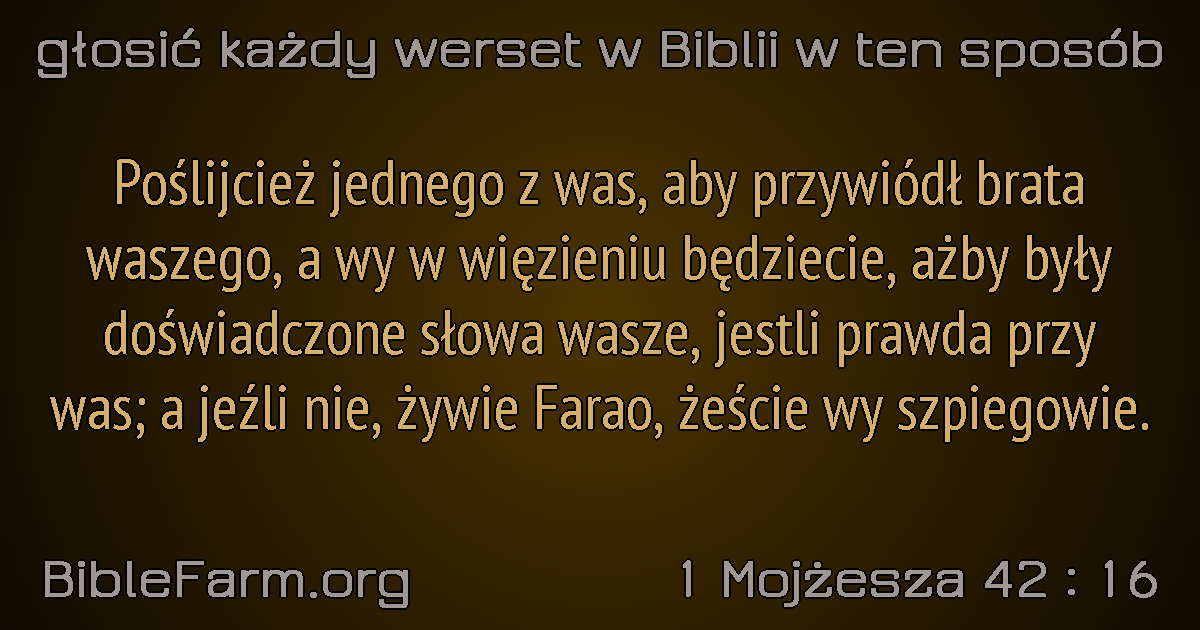 głosić każdy werset w Biblii w ten sposób
Poślijcież jednego z was, aby przywiódł brata
waszego, a wy w więzieniu będziecie, ażby były
doświadczone słowa wasze, jestli prawda przy
was; a jeźli nie, żywie Farao, żeście wy szpiegowie.
BibleFarm.org
1 Mojżesza 42 : 16